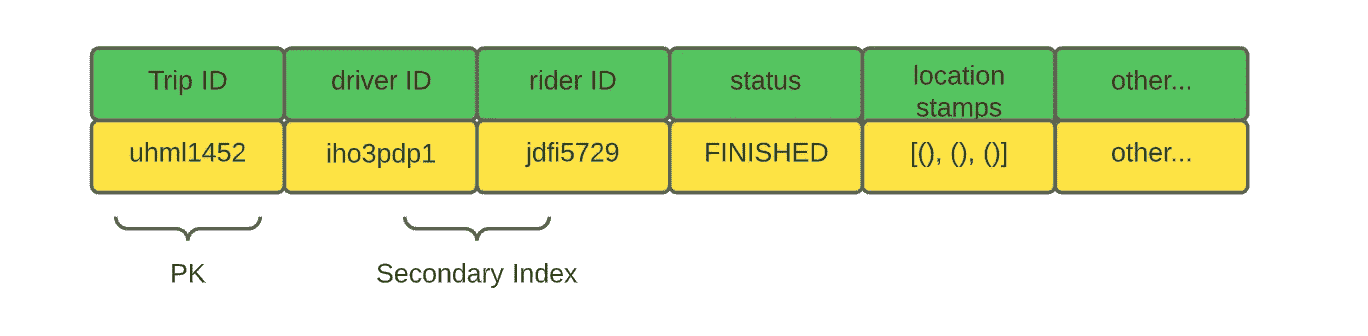 Trip ID
driver ID
rider ID
status
location
stamps
other...
uhml1452
iho3pdp1
jdfi5729
FINISHED
[(), (), ()]
other...
PK
Secondary Index